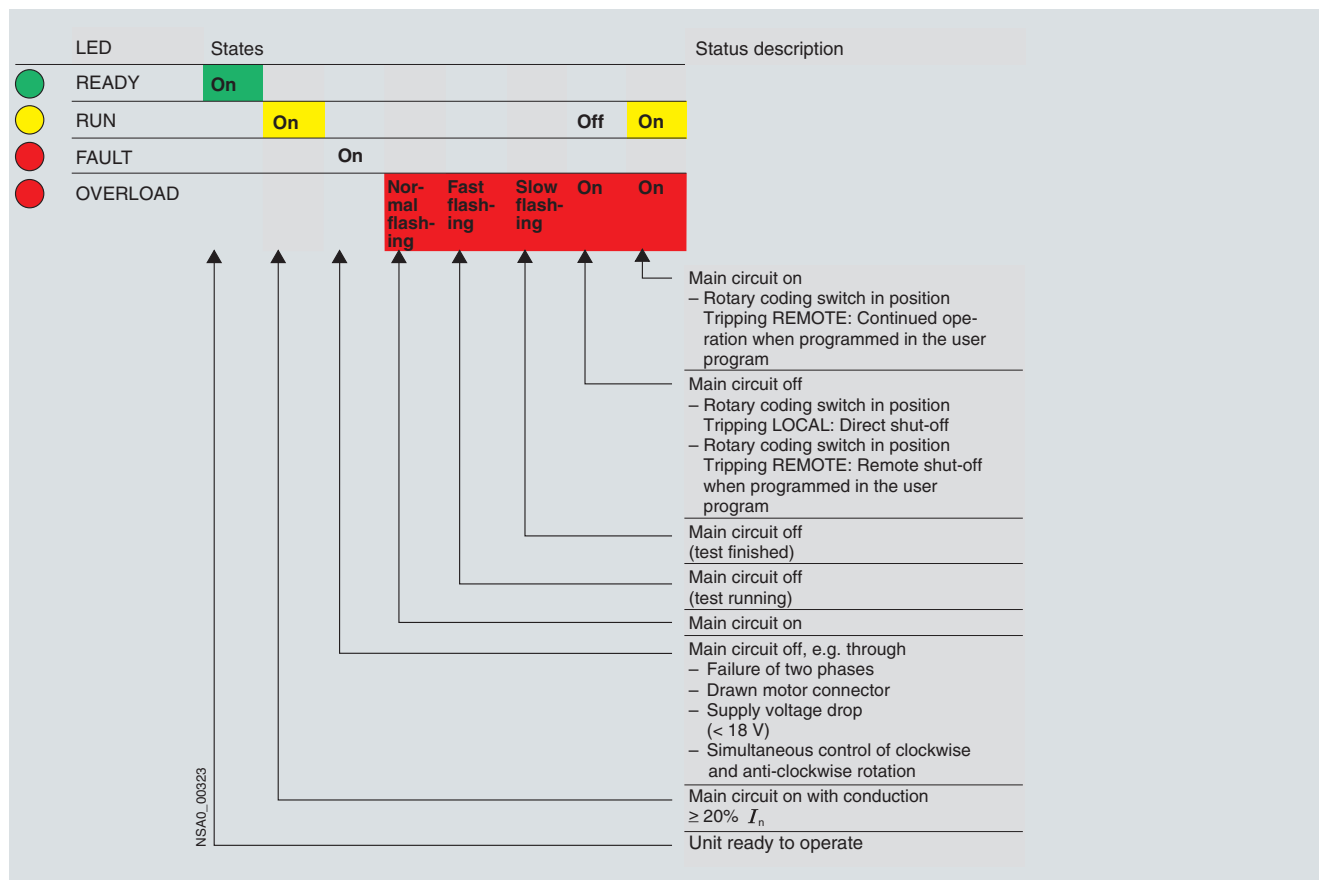 LED States Status description
READY On
RUN On Off On
FAULT On
OVERLOAD Nor- Fast Slow On On
mal flash- flash-
flash- ing ing
ing
Main circuit on
– Rotary coding switch in position
Tripping REMOTE: Continued ope-
ration when programmed in the user
program
Main circuit off
– Rotary coding switch in position
Tripping LOCAL: Direct shut-off
– Rotary coding switch in position
Tripping REMOTE: Remote shut-off
when programmed in the user
program
Main circuit off
(test finished)
Main circuit off
(test running)
Main circuit on
Main circuit off, e.g. through
– Failure of two phases
– Drawn motor connector
– Supply voltage drop
(< 18 V)
– Simultaneous control of clockwise
and anti-clockwise rotation
Main circuit on with conduction
≥ 20% Iₙ
Unit ready to operate
NSA0_00323